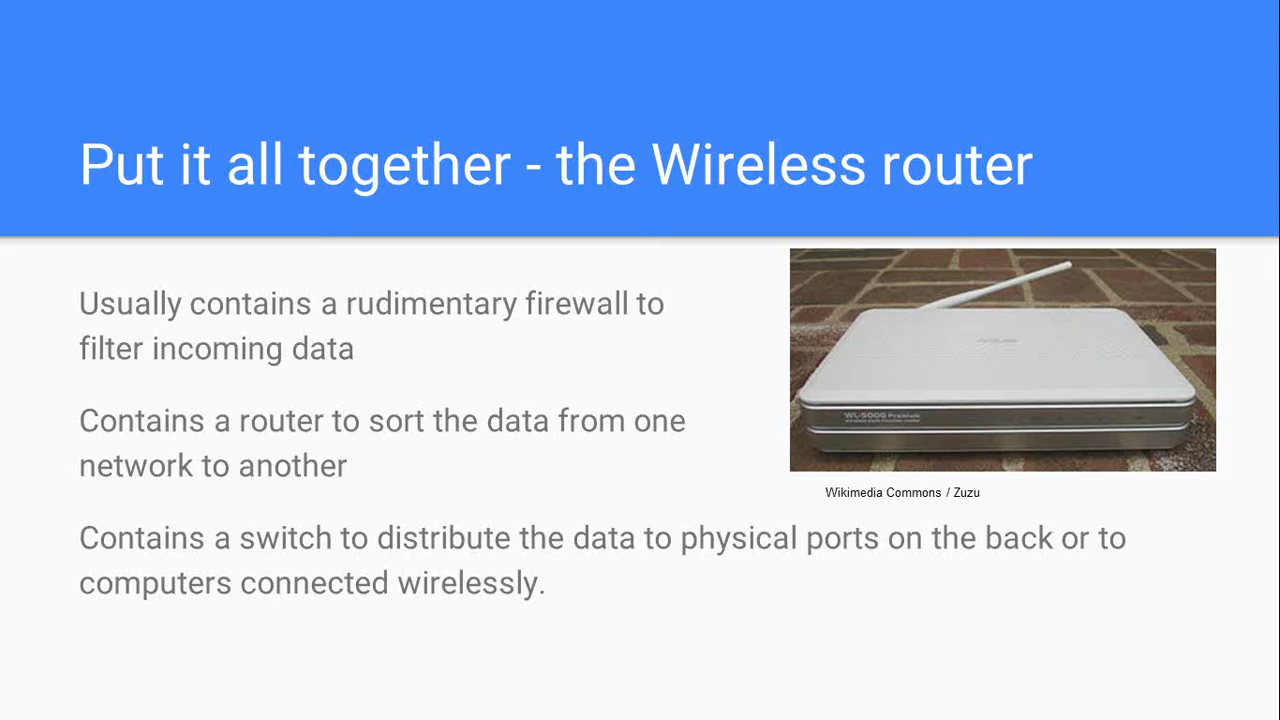 Put it all together - the Wireless router
Usually contains a rudimentary firewall to
filter incoming data
Contains a router to sort the data from one
network to another
ASUS
WL-500G Premium
Wikimedia Commons / Zuzu
Contains a switch to distribute the data to physical ports on the back or to
computers connected wirelessly.